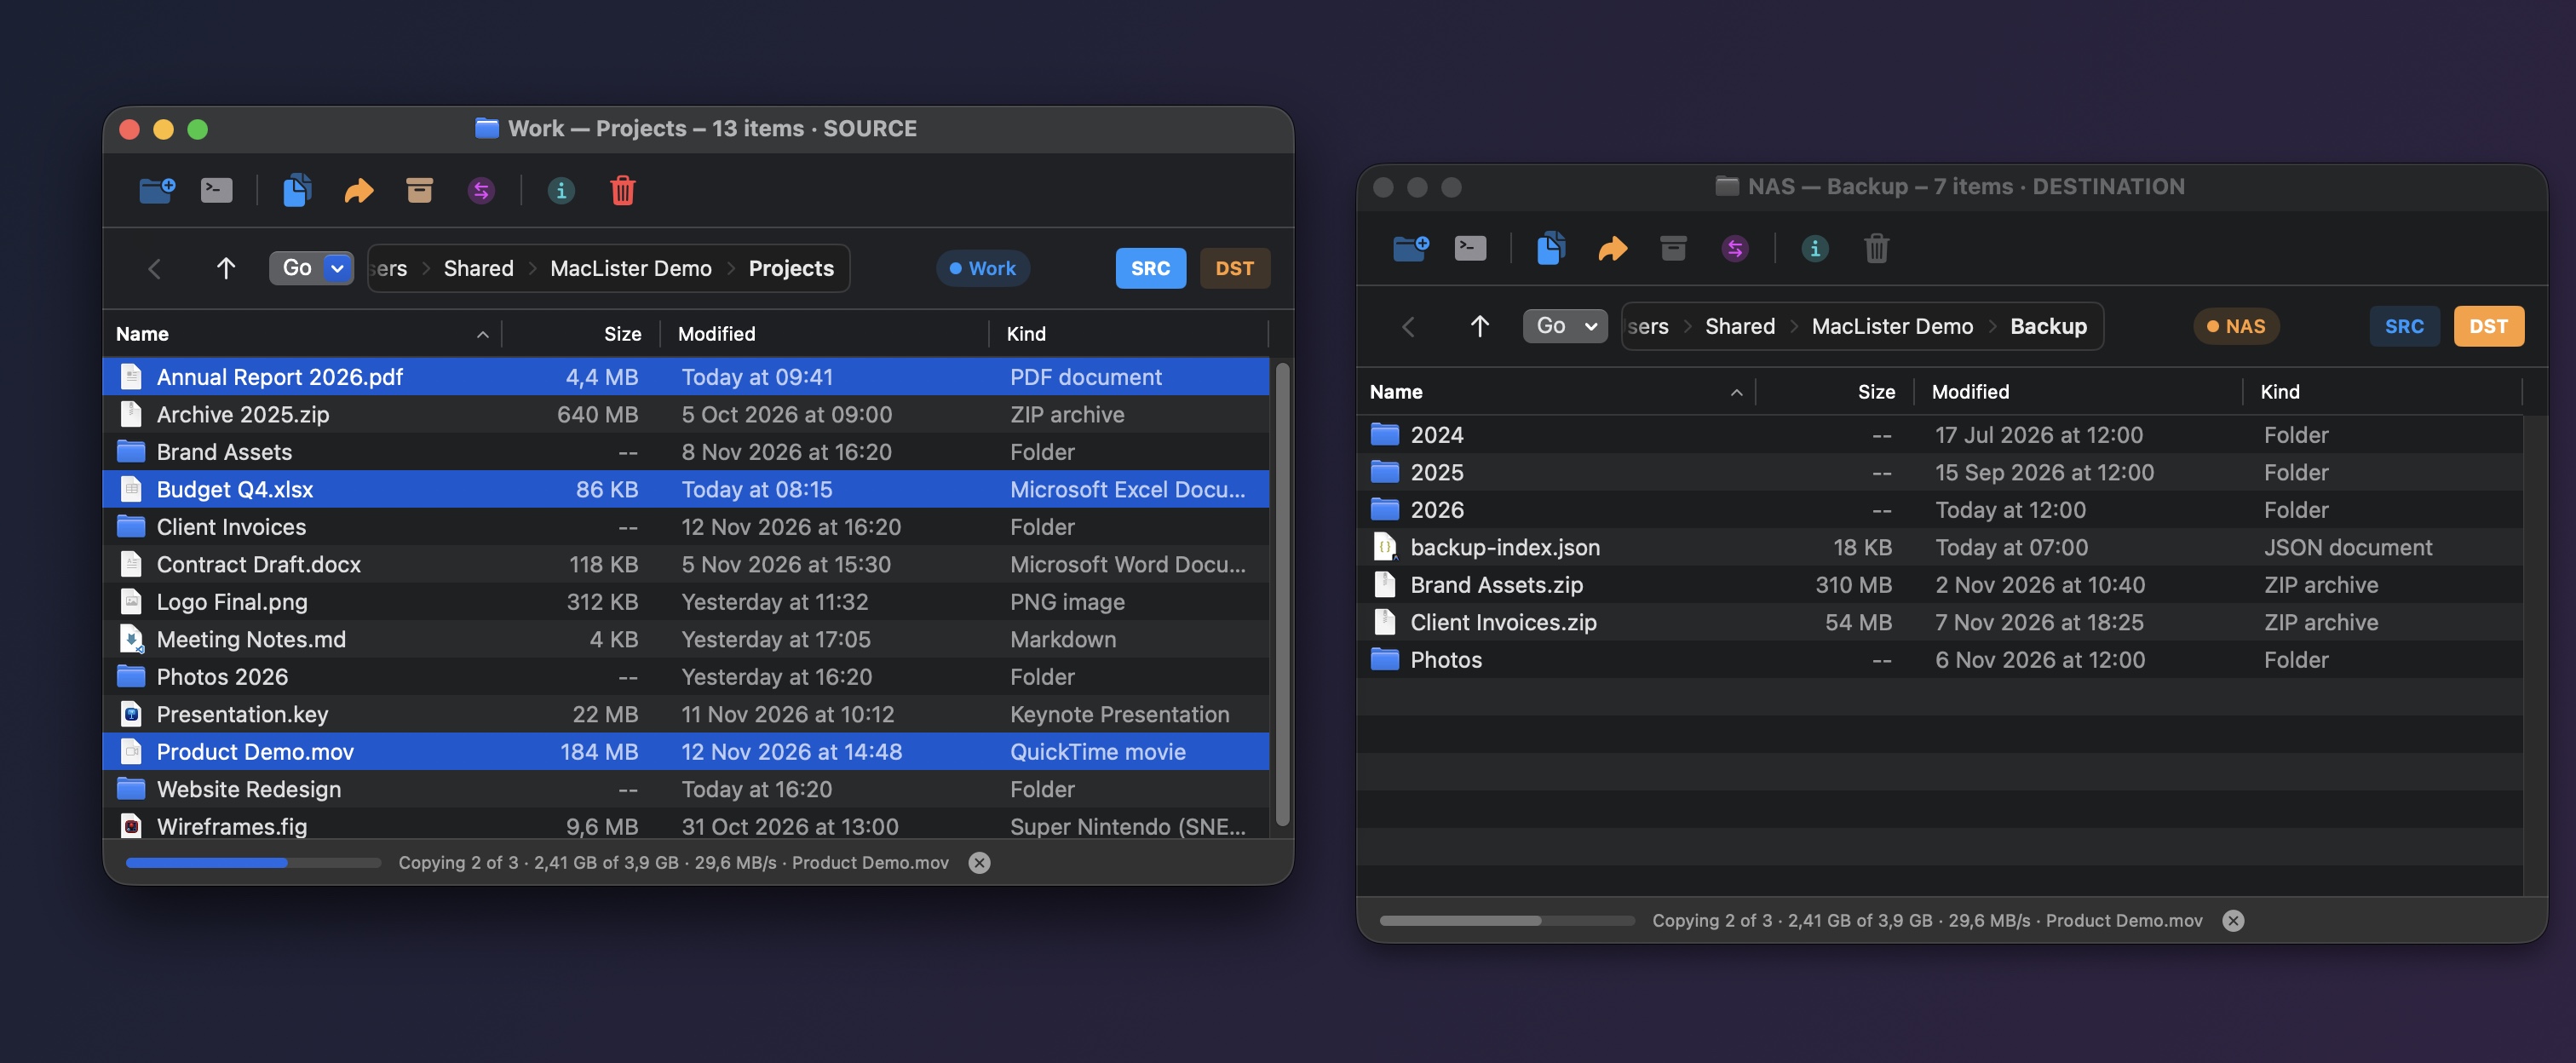 Work — Projects – 13 items · SOURCE
Go
sers > Shared > MacLister Demo > Projects
Work
SRC
DST
Name Size Modified Kind
Annual Report 2026.pdf 4,4 MB Today at 09:41 PDF document
Archive 2025.zip 640 MB 5 Oct 2026 at 09:00 ZIP archive
Brand Assets -- 8 Nov 2026 at 16:20 Folder
Budget Q4.xlsx 86 KB Today at 08:15 Microsoft Excel Docu...
Client Invoices -- 12 Nov 2026 at 16:20 Folder
Contract Draft.docx 118 KB 5 Nov 2026 at 15:30 Microsoft Word Docu...
Logo Final.png 312 KB Yesterday at 11:32 PNG image
Meeting Notes.md 4 KB Yesterday at 17:05 Markdown
Photos 2026 -- Yesterday at 16:20 Folder
Presentation.key 22 MB 11 Nov 2026 at 10:12 Keynote Presentation
Product Demo.mov 184 MB 12 Nov 2026 at 14:48 QuickTime movie
Website Redesign -- Today at 16:20 Folder
Wireframes.fig 9,6 MB 31 Oct 2026 at 13:00 Super Nintendo (SNE...
Copying 2 of 3 · 2,41 GB of 3,9 GB · 29,6 MB/s · Product Demo.mov
NAS — Backup – 7 items · DESTINATION
Go
sers > Shared > MacLister Demo > Backup
NAS
SRC
DST
Name Size Modified Kind
2024 -- 17 Jul 2026 at 12:00 Folder
2025 -- 15 Sep 2026 at 12:00 Folder
2026 -- Today at 12:00 Folder
backup-index.json 18 KB Today at 07:00 JSON document
Brand Assets.zip 310 MB 2 Nov 2026 at 10:40 ZIP archive
Client Invoices.zip 54 MB 7 Nov 2026 at 18:25 ZIP archive
Photos -- 6 Nov 2026 at 12:00 Folder
Copying 2 of 3 · 2,41 GB of 3,9 GB · 29,6 MB/s · Product Demo.mov